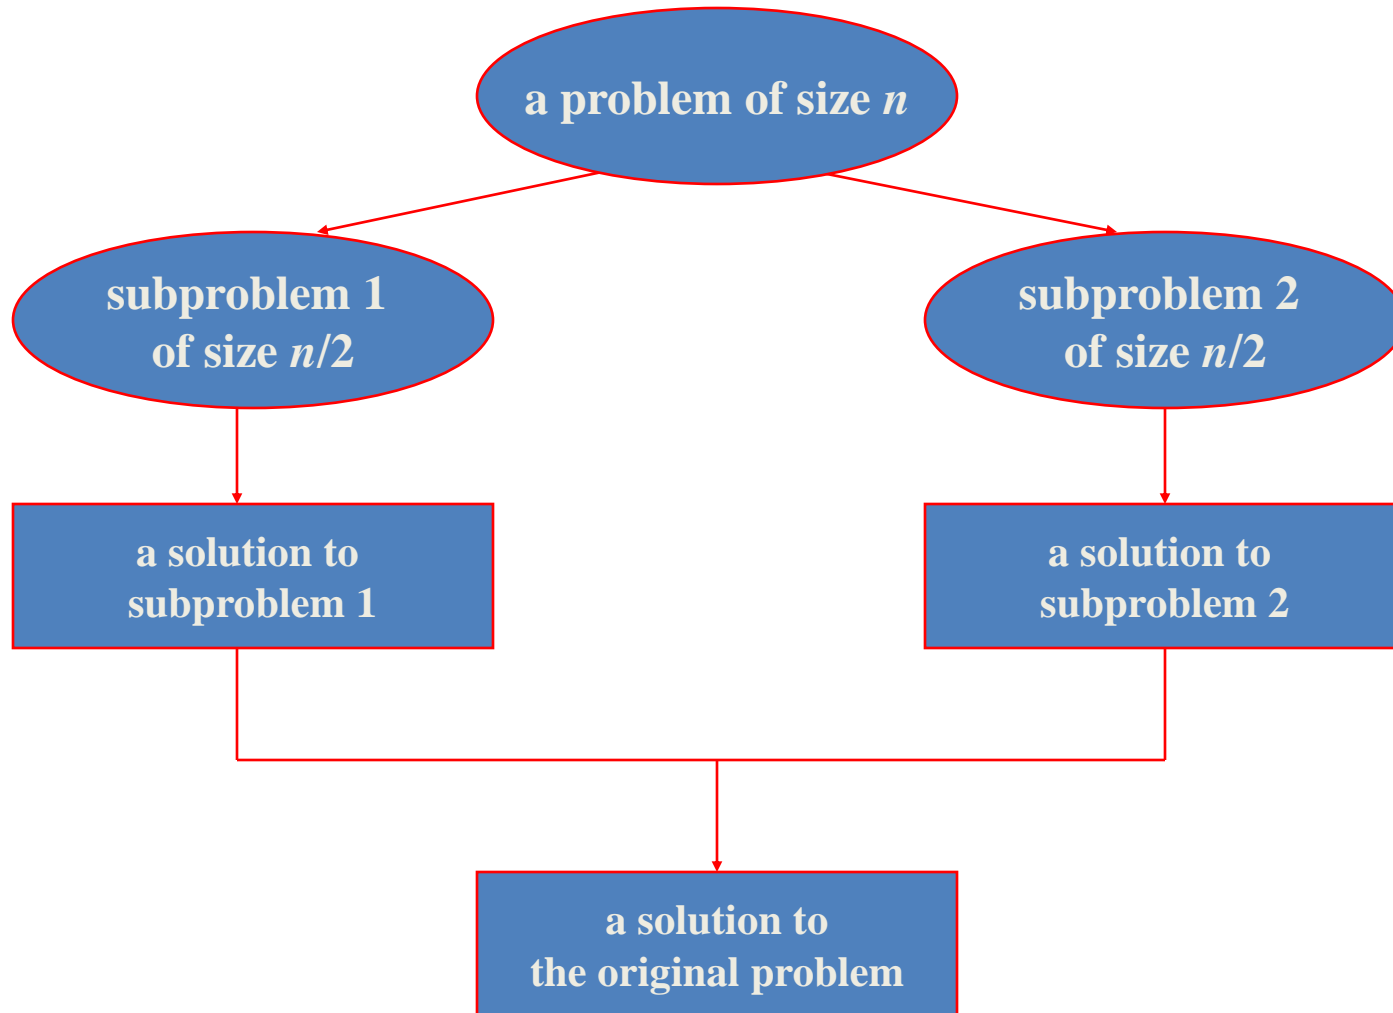 a problem of size n
subproblem 1
of size n/2
subproblem 2
of size n/2
a solution to
subproblem 1
a solution to
subproblem 2
a solution to
the original problem